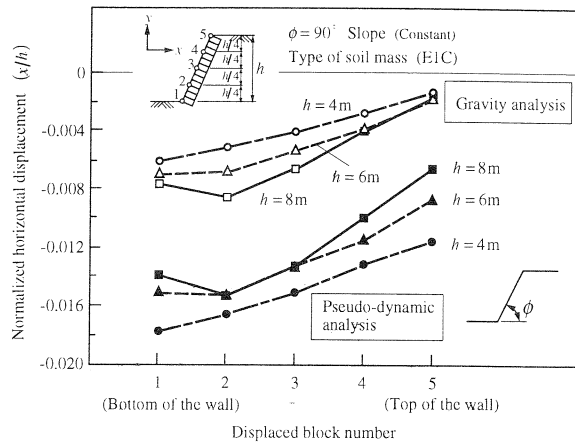 y
x
5
4
3
2
1
h/4
h/4
h/4
h/4
h
ϕ = 90° Slope (Constant)
Type of soil mass (E1C)
Gravity analysis
h = 4m
h = 6m
h = 8m
h = 8m
h = 6m
h = 4m
Pseudo-dynamic
analysis
ϕ
Normalized horizontal displacement (x/h)
0
-0.004
-0.008
-0.012
-0.016
-0.020
1
2
3
4
5
(Bottom of the wall)
(Top of the wall)
Displaced block number